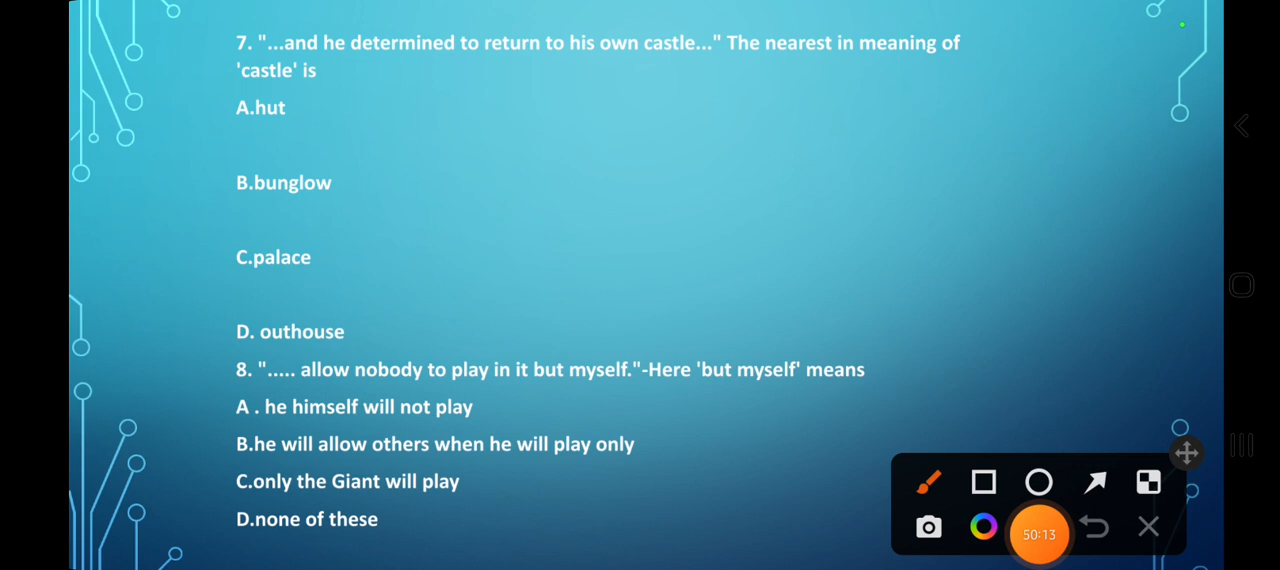 7. "...and he determined to return to his own castle..." The nearest in meaning of
'castle' is
A.hut
B.bunglow
C.palace
D. outhouse
8. "..... allow nobody to play in it but myself."-Here 'but myself' means
A . he himself will not play
B.he will allow others when he will play only
C.only the Giant will play
D.none of these
50:13